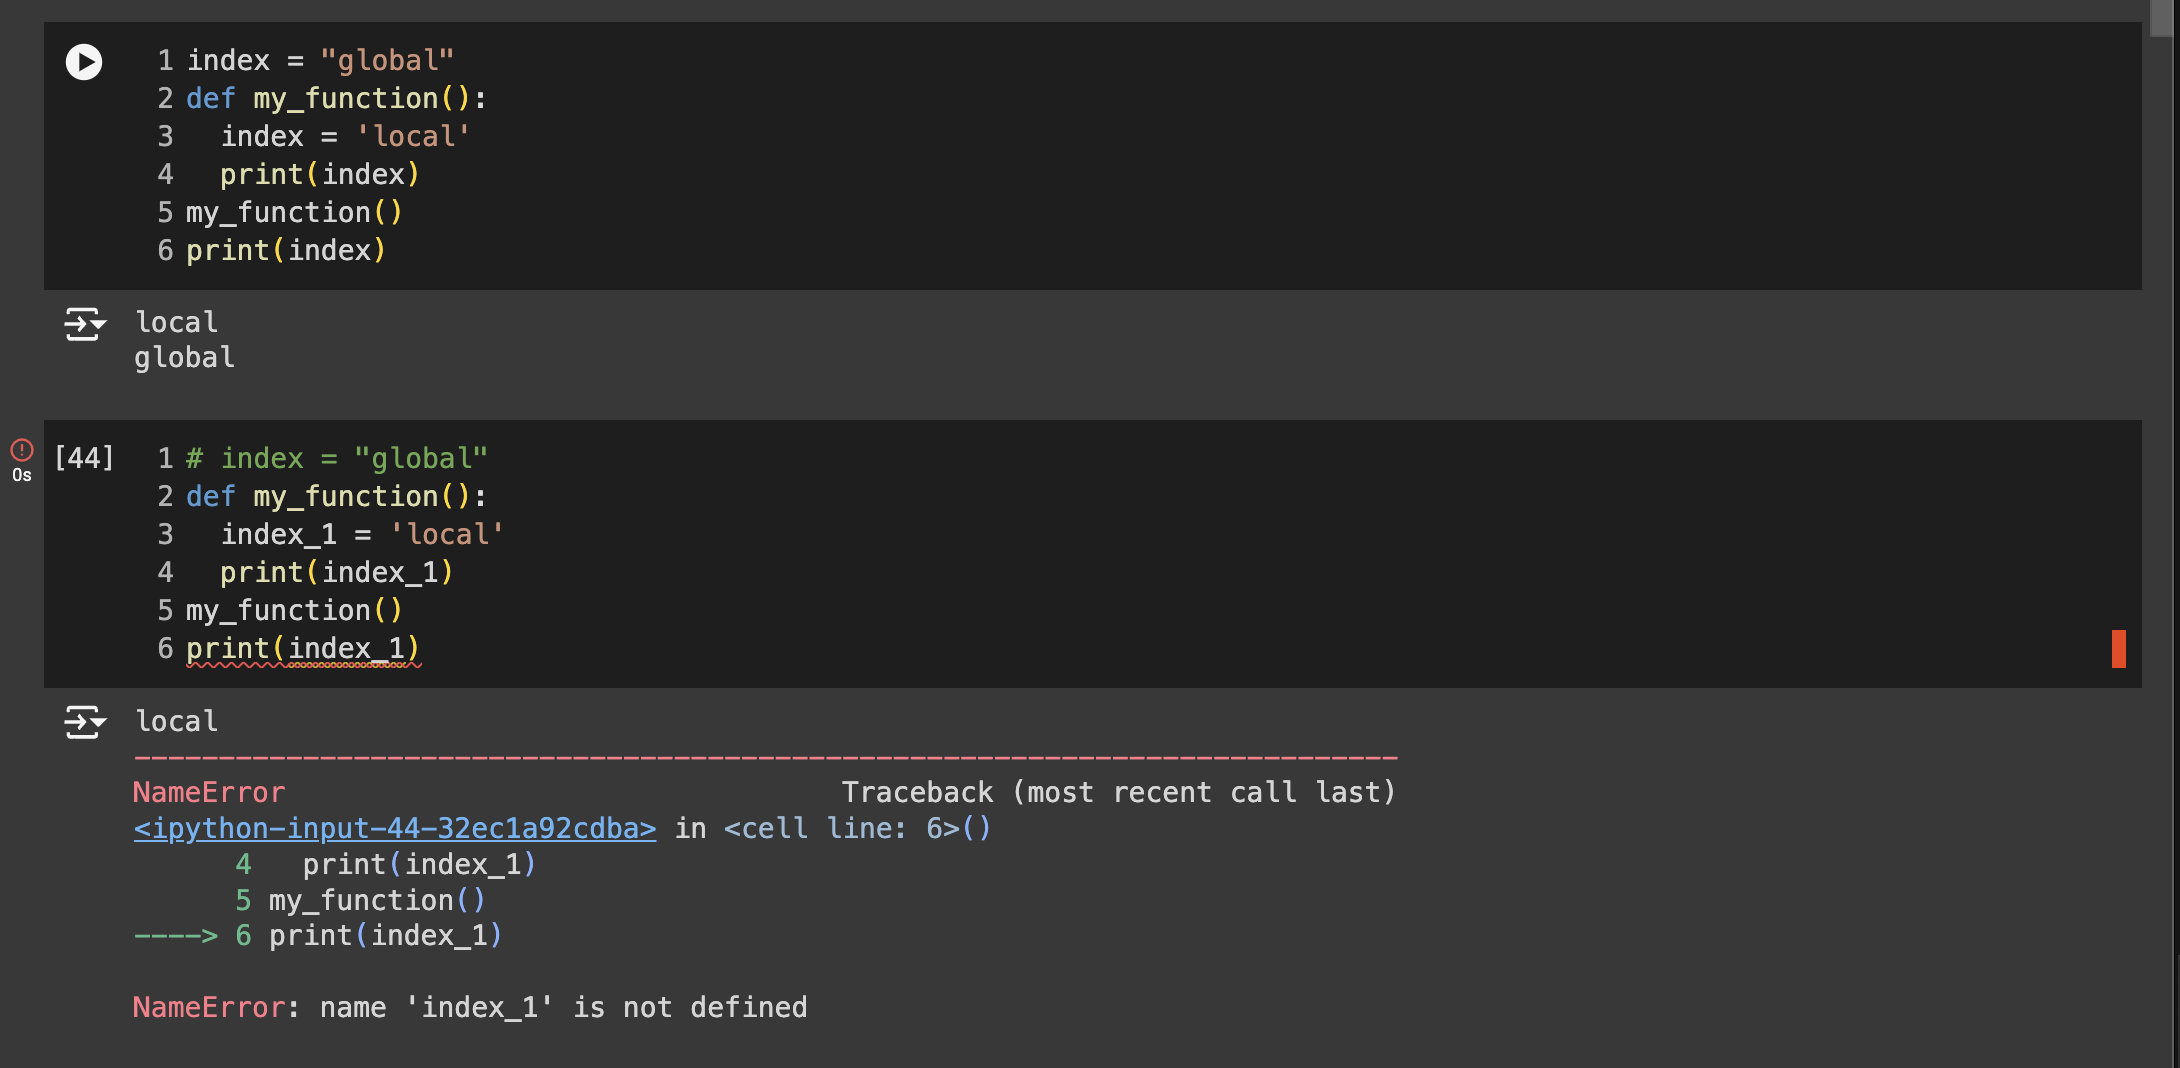 1 index = "global"
2 def my_function():
3   index = 'local'
4   print(index)
5 my_function()
6 print(index)
local
global
[44] 1 # index = "global"
0s
2 def my_function():
3   index_1 = 'local'
4   print(index_1)
5 my_function()
6 print(index_1)
local
---------------------------------------------------------------------------
NameError                                 Traceback (most recent call last)
<ipython-input-44-32ec1a92cdba> in <cell line: 6>()
      4   print(index_1)
      5 my_function()
----> 6 print(index_1)
NameError: name 'index_1' is not defined